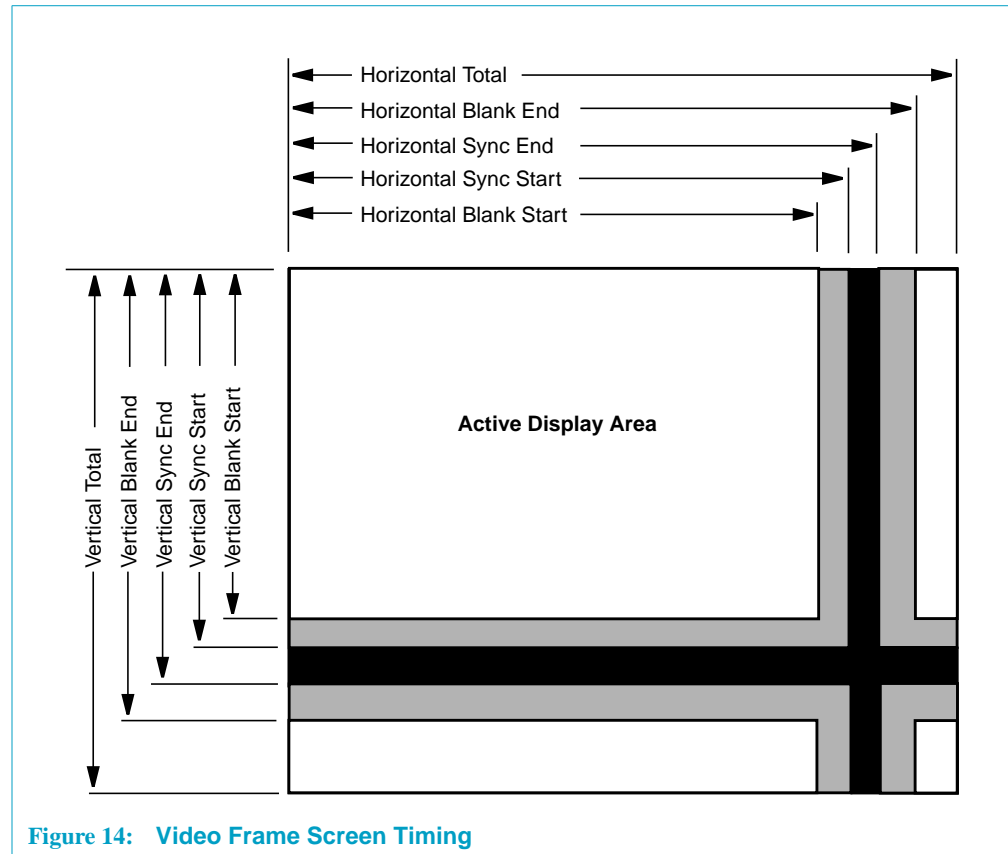 Horizontal Total
Horizontal Blank End
Horizontal Sync End
Horizontal Sync Start
Horizontal Blank Start
Vertical Total
Vertical Blank End
Vertical Sync End
Vertical Sync Start
Vertical Blank Start
Active Display Area
Figure 14: Video Frame Screen Timing